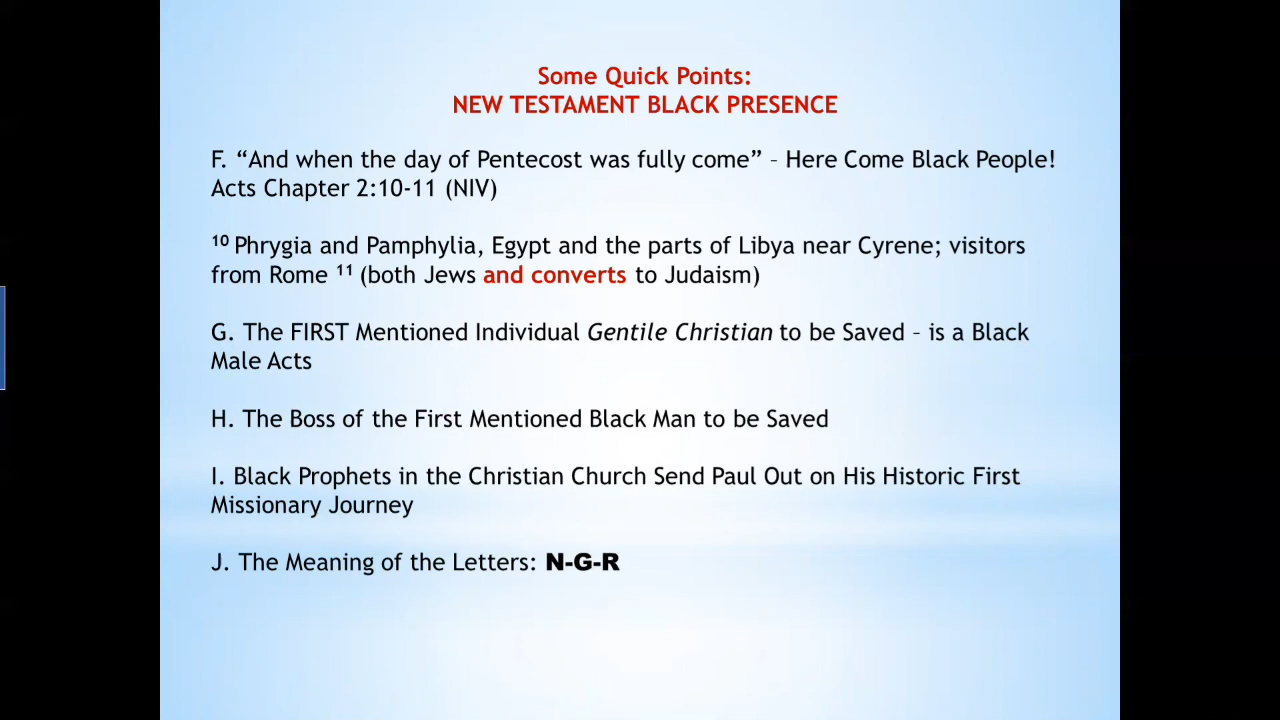 Some Quick Points:
NEW TESTAMENT BLACK PRESENCE
F. “And when the day of Pentecost was fully come” – Here Come Black People!
Acts Chapter 2:10-11 (NIV)
10 Phrygia and Pamphylia, Egypt and the parts of Libya near Cyrene; visitors
from Rome 11 (both Jews and converts to Judaism)
G. The FIRST Mentioned Individual Gentile Christian to be Saved – is a Black
Male Acts
H. The Boss of the First Mentioned Black Man to be Saved
I. Black Prophets in the Christian Church Send Paul Out on His Historic First
Missionary Journey
J. The Meaning of the Letters: N-G-R